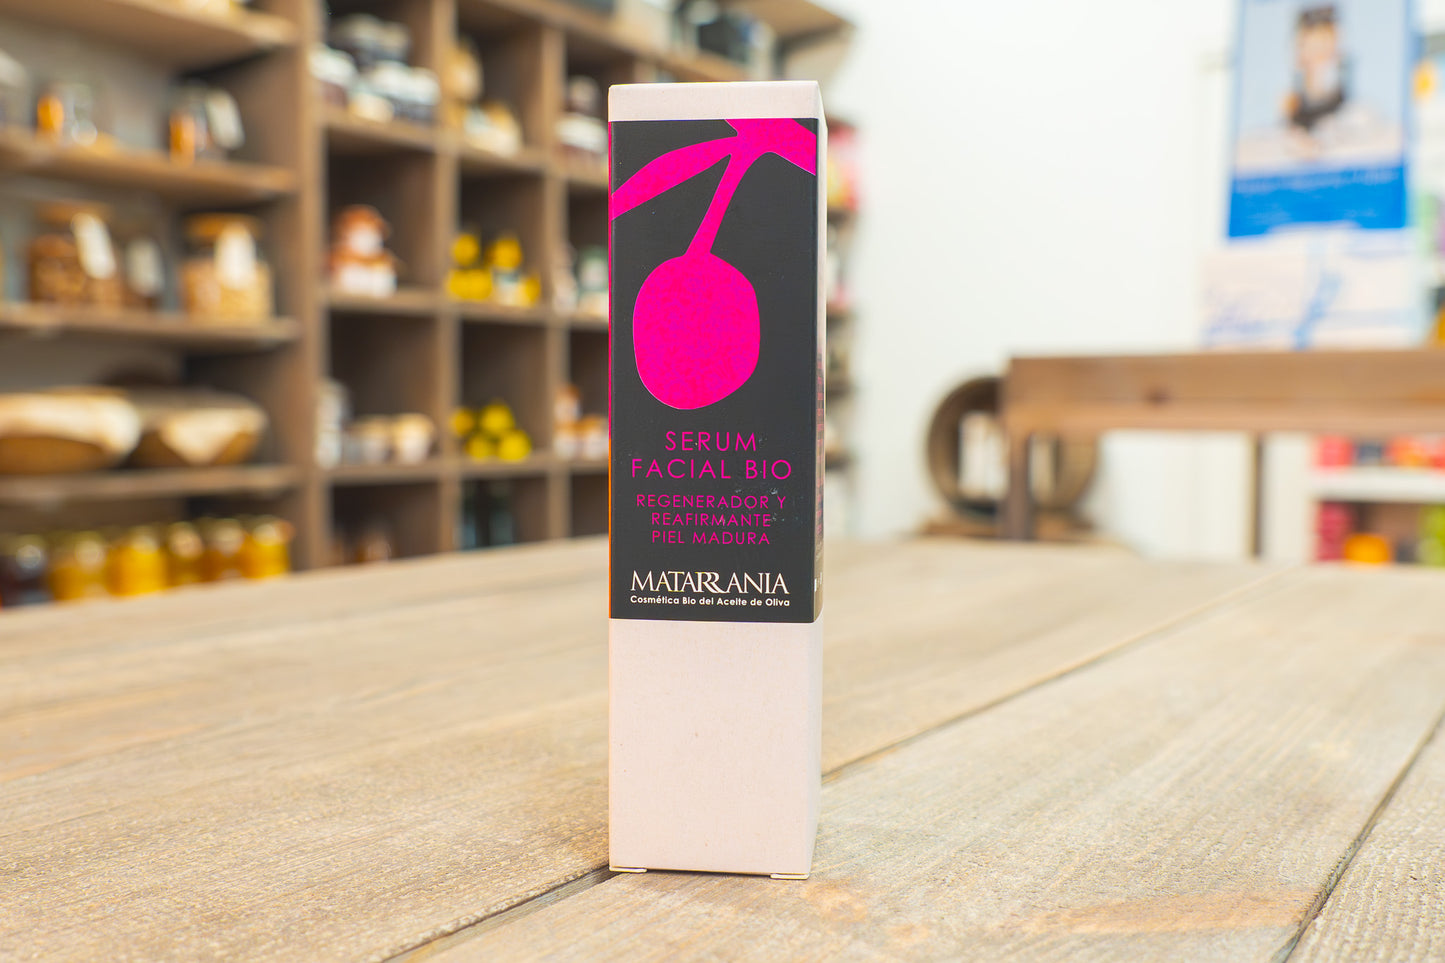 SERUM
FACIAL BIO
REGENERADOR Y
REAFIRMANTE
PIEL MADURA
MATARRANIA
Cosmética Bio del Aceite de Oliva